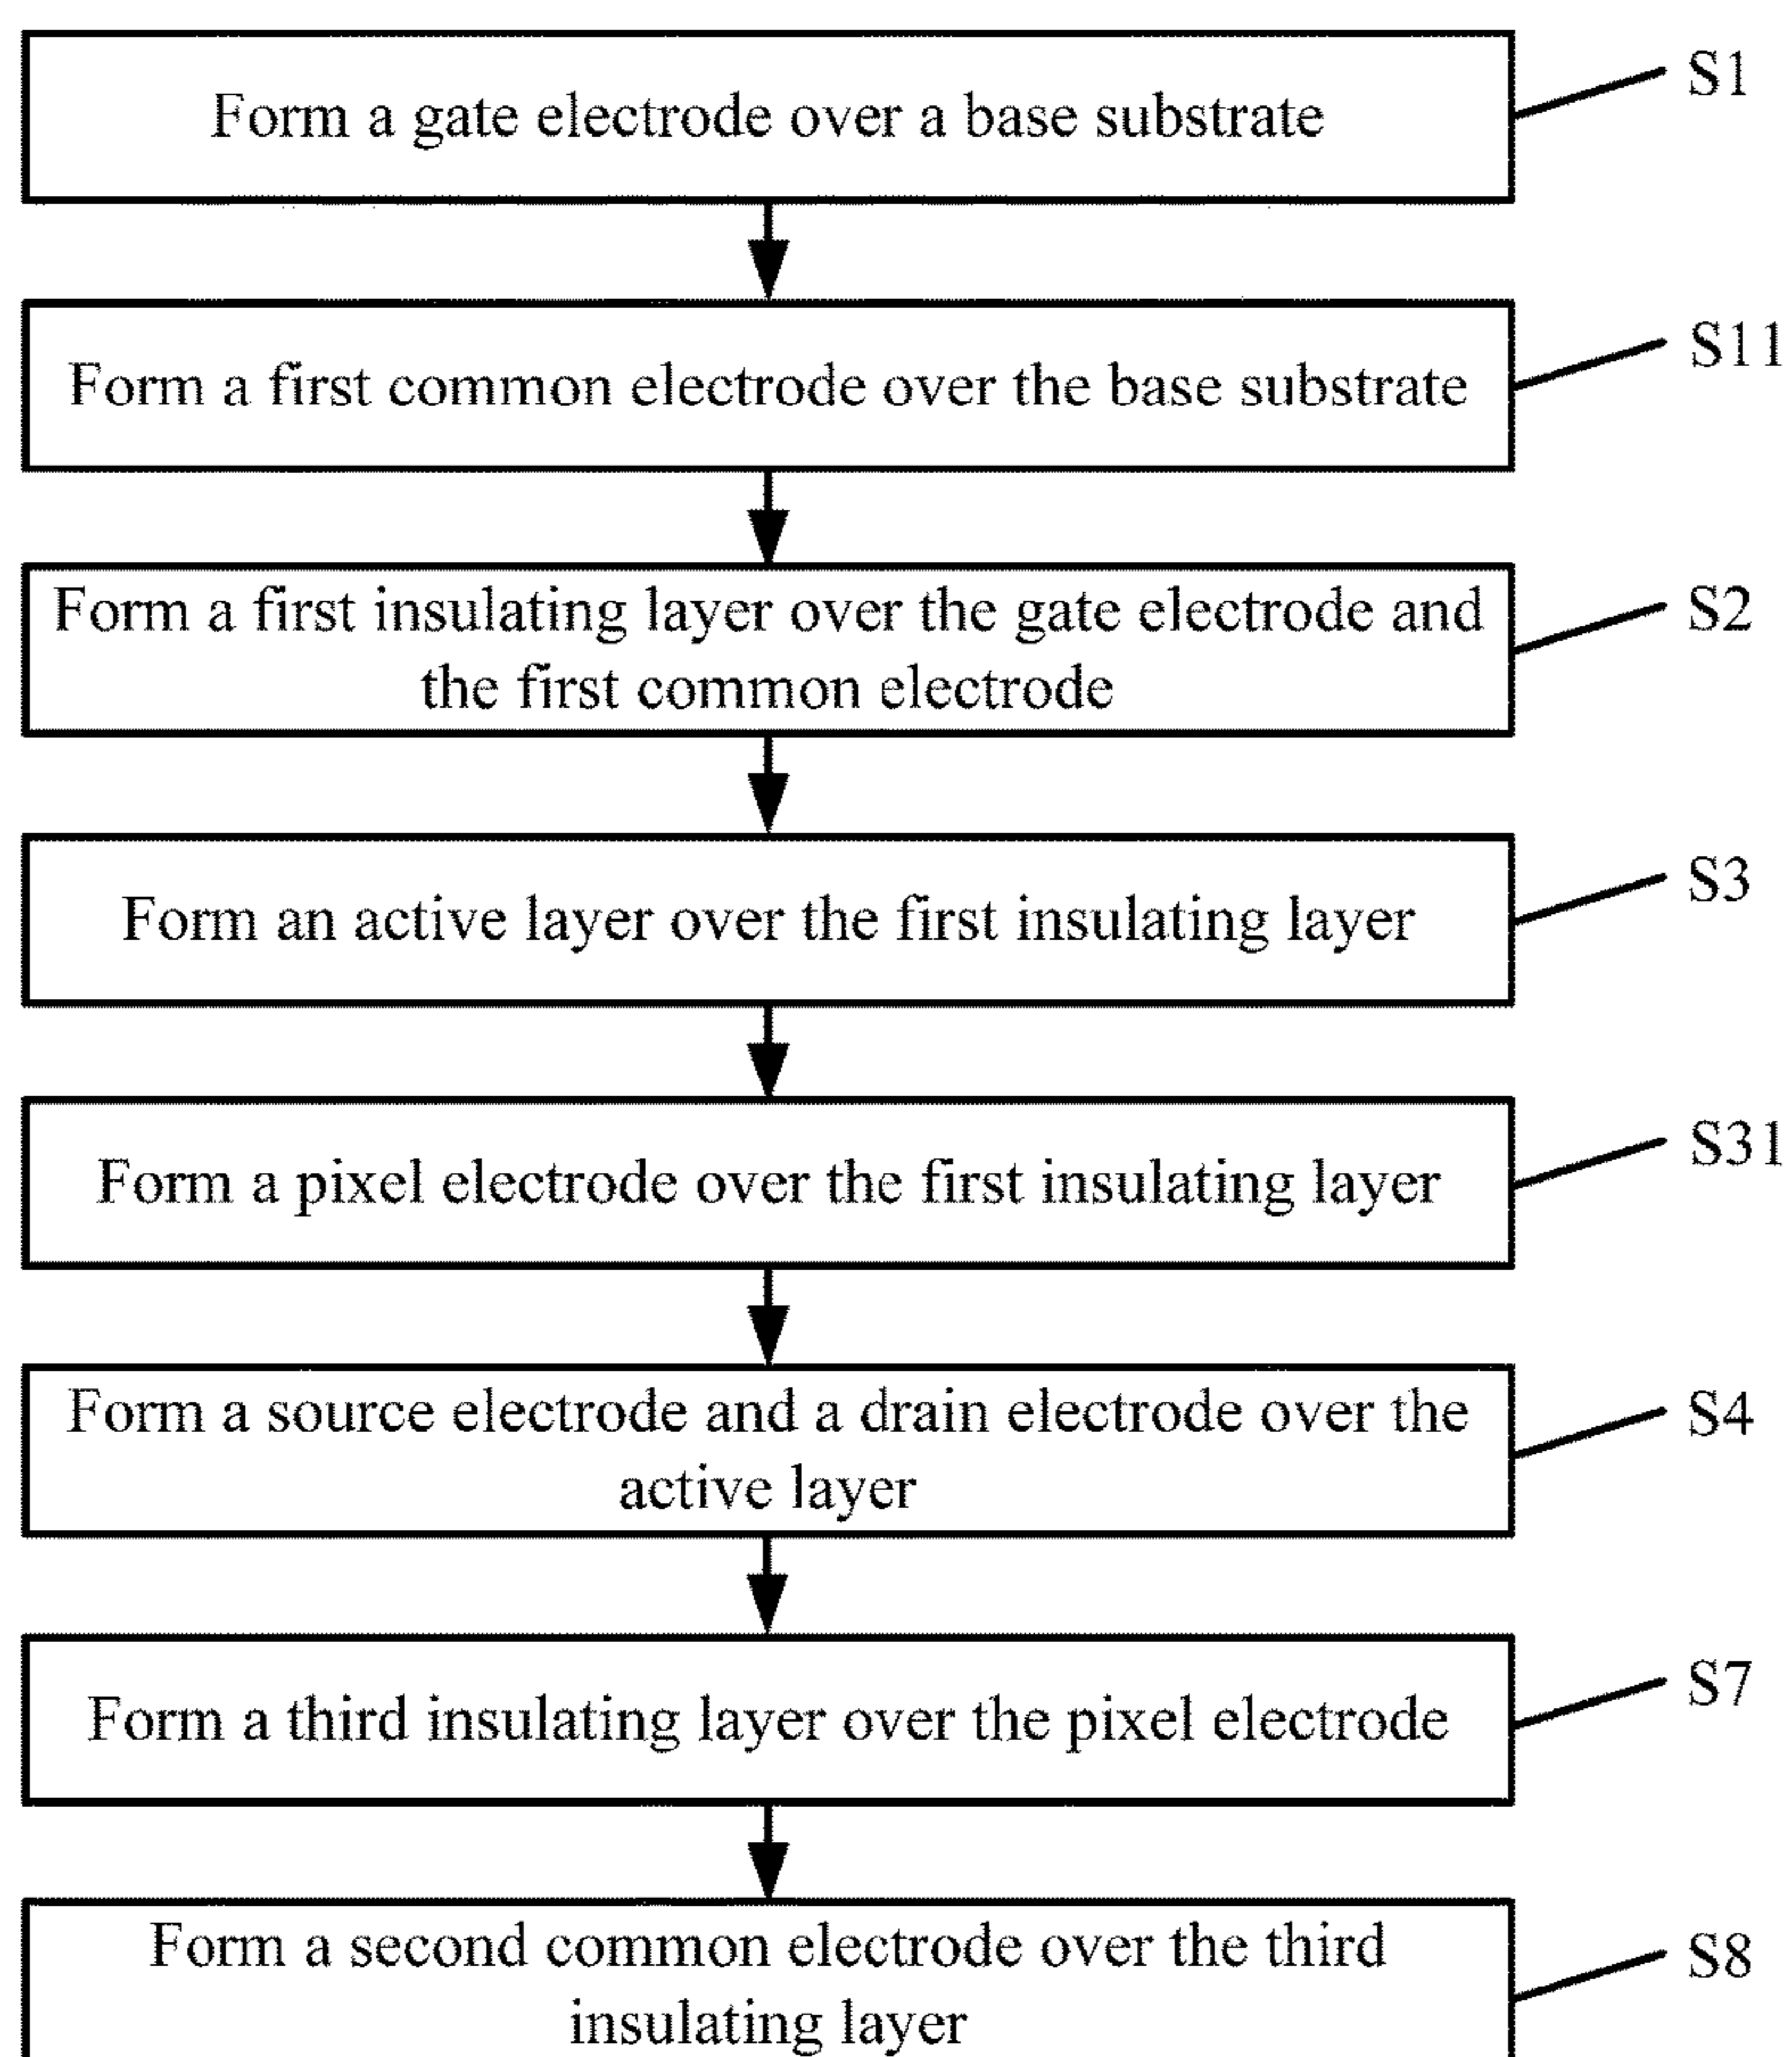 Form a gate electrode over a base substrate
S1
Form a first common electrode over the base substrate
S11
Form a first insulating layer over the gate electrode and
the first common electrode
S2
Form an active layer over the first insulating layer
S3
Form a pixel electrode over the first insulating layer
S31
Form a source electrode and a drain electrode over the
active layer
S4
Form a third insulating layer over the pixel electrode
S7
Form a second common electrode over the third
insulating layer
S8